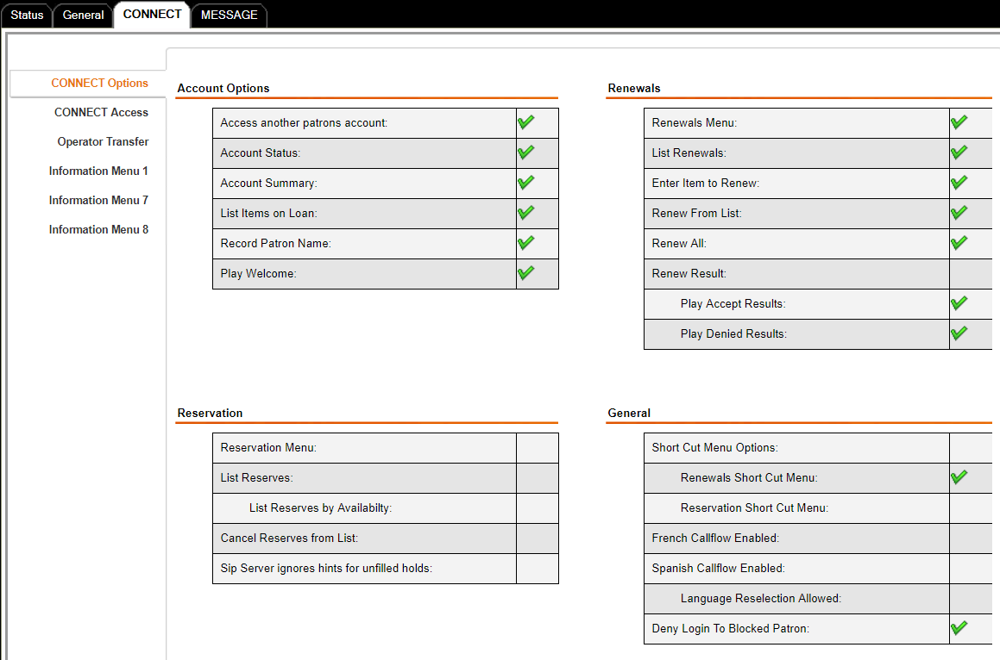 Status
General
CONNECT
MESSAGE
CONNECT Options
CONNECT Access
Operator Transfer
Information Menu 1
Information Menu 7
Information Menu 8
Account Options
Access another patrons account:
Account Status:
Account Summary:
List Items on Loan:
Record Patron Name:
Play Welcome:
Renewals
Renewals Menu:
List Renewals:
Enter Item to Renew:
Renew From List:
Renew All:
Renew Result:
Play Accept Results:
Play Denied Results:
Reservation
Reservation Menu:
List Reserves:
List Reserves by Availabilty:
Cancel Reserves from List:
Sip Server ignores hints for unfilled holds:
General
Short Cut Menu Options:
Renewals Short Cut Menu:
Reservation Short Cut Menu:
French Callflow Enabled:
Spanish Callflow Enabled:
Language Reselection Allowed:
Deny Login To Blocked Patron: